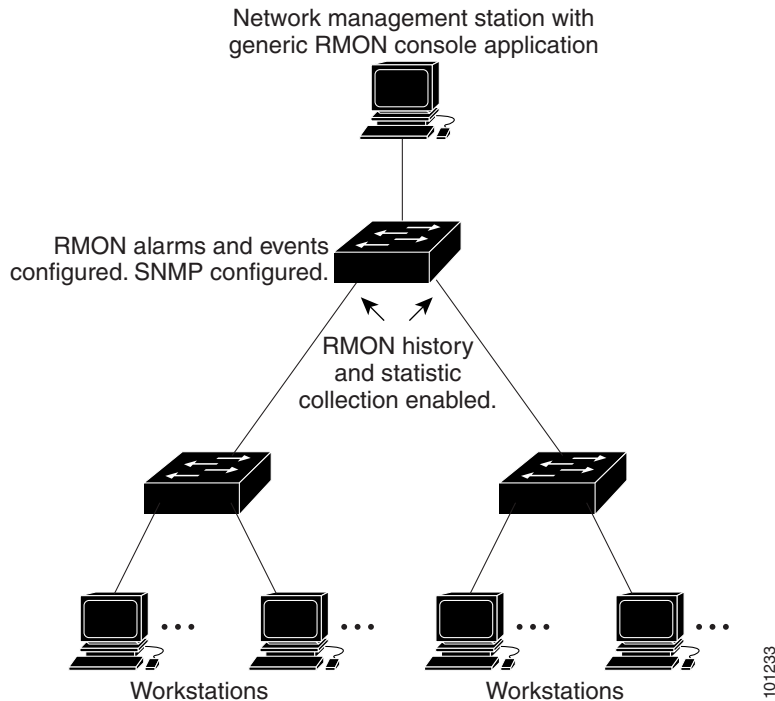 Network management station with
generic RMON console application
RMON alarms and events
configured. SNMP configured.
RMON history
and statistic
collection enabled.
Workstations
Workstations
101233